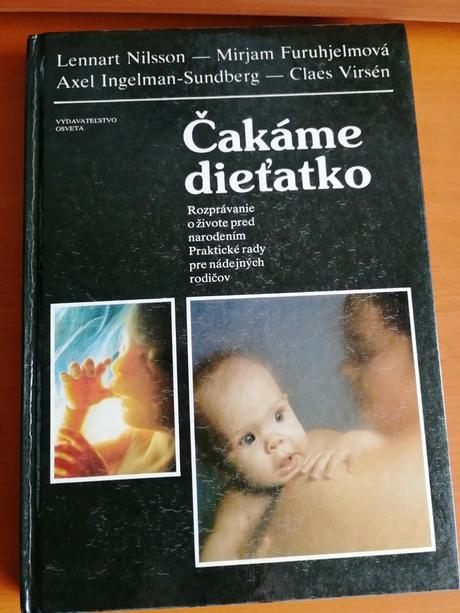 Lennart Nilsson — Mirjam Furuhjelmová
Axel Ingelman-Sundberg — Claes Virsén
VYDAVATEĽSTVO
OSVETA
Čakáme
dieťatko
Rozprávanie
o živote pred
narodením
Praktické rady
pre nádejných
rodičov